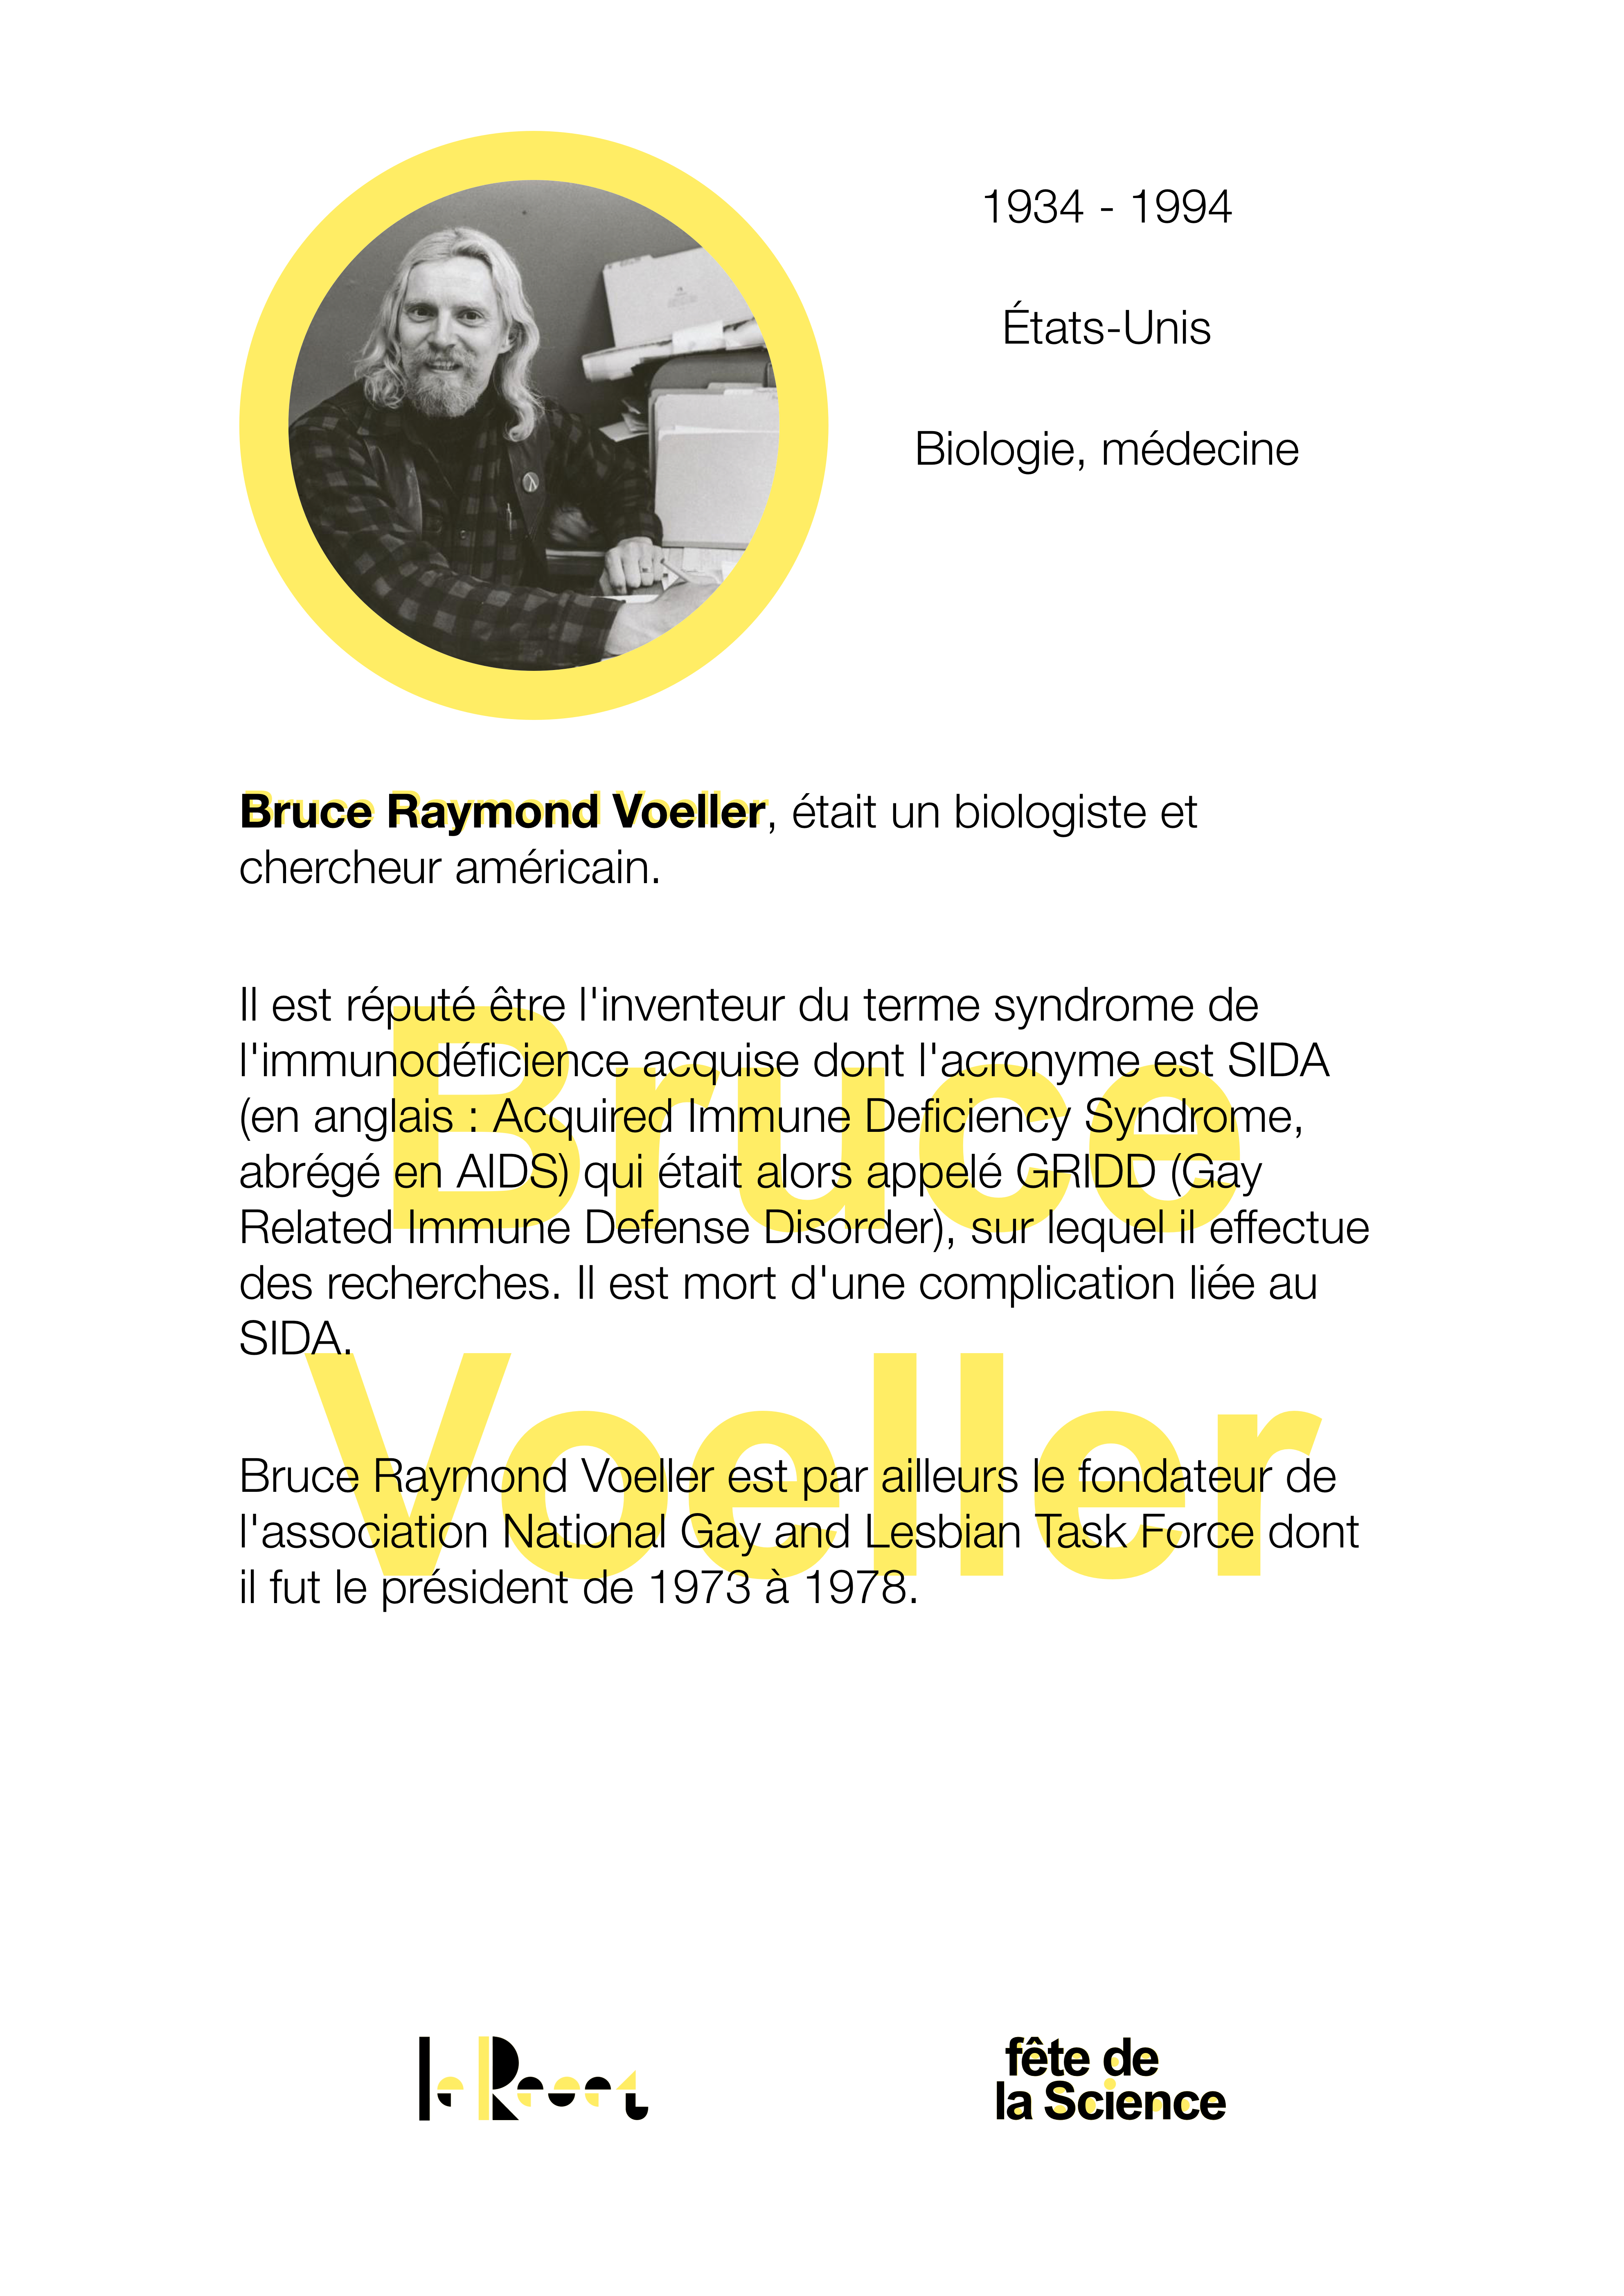 1934 - 1994
États-Unis
Biologie, médecine
Bruce Raymond Voeller, était un biologiste et
chercheur américain.
Il est réputé être l'inventeur du terme syndrome de
l'immunodéficience acquise dont l'acronyme est SIDA
(en anglais : Acquired Immune Deficiency Syndrome,
abrégé en AIDS) qui était alors appelé GRIDD (Gay
Related Immune Defense Disorder), sur lequel il effectue
des recherches. Il est mort d'une complication liée au
SIDA.
Bruce
Voeller
Bruce Raymond Voeller est par ailleurs le fondateur de
l'association National Gay and Lesbian Task Force dont
il fut le président de 1973 à 1978.
le Reset
fête de
la Science